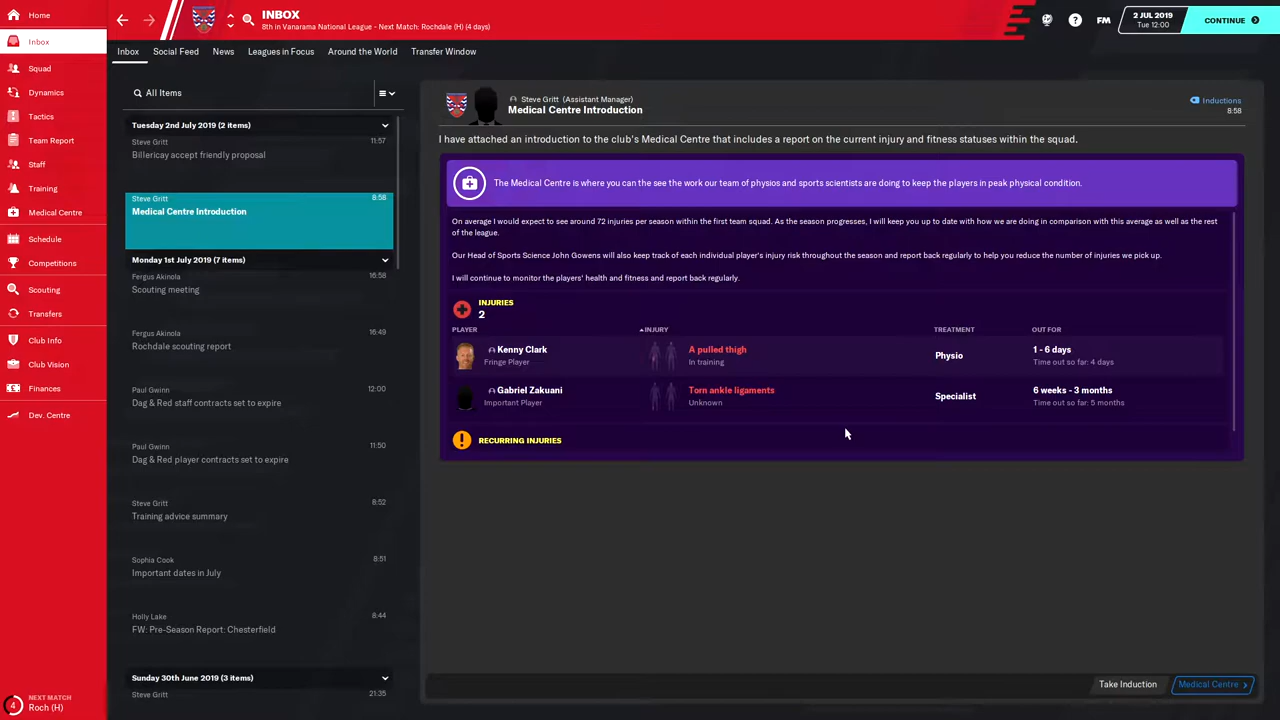 Home
Inbox
Squad
Dynamics
Tactics
Team Report
Staff
Training
Medical Centre
Schedule
Competitions
Scouting
Transfers
Club Info
Club Vision
Finances
Dev. Centre
4
NEXT MATCH
Roch (H)
INBOX
8th in Vanarama National League - Next Match: Rochdale (H) (4 days)
?
FM
2 JUL 2019
Tue 12:00
CONTINUE
Inbox
Social Feed
News
Leagues in Focus
Around the World
Transfer Window
All Items
Tuesday 2nd July 2019 (2 items)
Steve Gritt 11:57
Billericay accept friendly proposal
Steve Gritt 8:58
Medical Centre Introduction
Monday 1st July 2019 (7 items)
Fergus Akinola 16:58
Scouting meeting
Fergus Akinola 16:49
Rochdale scouting report
Paul Gwinn 12:00
Dag & Red staff contracts set to expire
Paul Gwinn 11:50
Dag & Red player contracts set to expire
Steve Gritt 8:52
Training advice summary
Sophia Cook 8:51
Important dates in July
Holly Lake 8:44
FW: Pre-Season Report: Chesterfield
Sunday 30th June 2019 (3 items)
Steve Gritt 21:35
Steve Gritt (Assistant Manager)
Medical Centre Introduction
Inductions
8:58
I have attached an introduction to the club's Medical Centre that includes a report on the current injury and fitness statuses within the squad.
The Medical Centre is where you can the see the work our team of physios and sports scientists are doing to keep the players in peak physical condition.
On average I would expect to see around 72 injuries per season within the first team squad. As the season progresses, I will keep you up to date with how we are doing in comparison with this average as well as the rest
of the league.
Our Head of Sports Science John Gowens will also keep track of each individual player's injury risk throughout the season and report back regularly to help you reduce the number of injuries we pick up.
I will continue to monitor the players' health and fitness and report back regularly.
INJURIES
2
PLAYER INJURY TREATMENT OUT FOR
Kenny Clark A pulled thigh Physio 1 - 6 days
Fringe Player In training Time out so far: 4 days
Gabriel Zakuani Torn ankle ligaments Specialist 6 weeks - 3 months
Important Player Unknown Time out so far: 5 months
! RECURRING INJURIES
Take Induction
Medical Centre